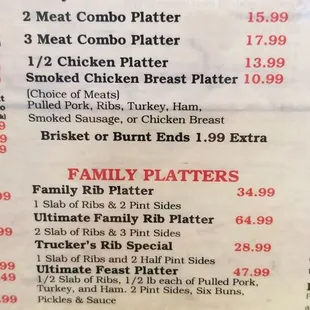 2 Meat Combo Platter 15.99
3 Meat Combo Platter 17.99
1/2 Chicken Platter 13.99
Smoked Chicken Breast Platter 10.99
(Choice of Meats)
Pulled Pork, Ribs, Turkey, Ham,
Smoked Sausage, or Chicken Breast
Brisket or Burnt Ends 1.99 Extra
FAMILY PLATTERS
Family Rib Platter 34.99
1 Slab of Ribs & 2 Pint Sides
Ultimate Family Rib Platter 64.99
2 Slabs of Ribs & 3 Pint Sides
Trucker's Rib Special 28.99
1 Slab of Ribs and 2 Half Pint Sides
Ultimate Feast Platter 47.99
1/2 Slab of Ribs, 1/2 lb each of Pulled Pork,
Turkey, and Ham. 2 Pint Sides, Six Buns,
Pickles & Sauce